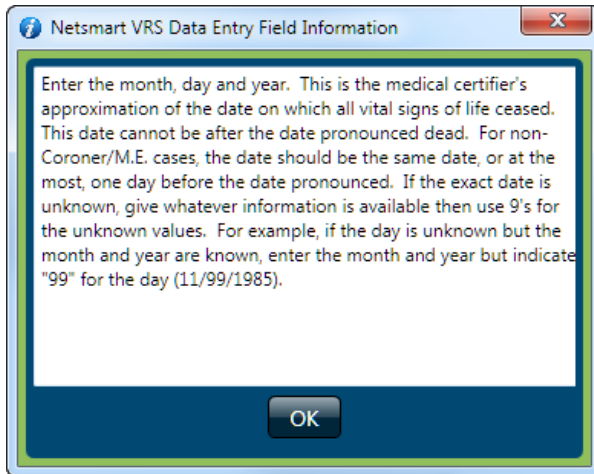 Netsmart VRS Data Entry Field Information
Enter the month, day and year.  This is the medical certifier's
approximation of the date on which all vital signs of life ceased.
This date cannot be after the date pronounced dead.  For non-
Coroner/M.E. cases, the date should be the same date, or at the
most, one day before the date pronounced.  If the exact date is
unknown, give whatever information is available then use 9's for
the unknown values.  For example, if the day is unknown but the
month and year are known, enter the month and year but indicate
"99" for the day (11/99/1985).
OK